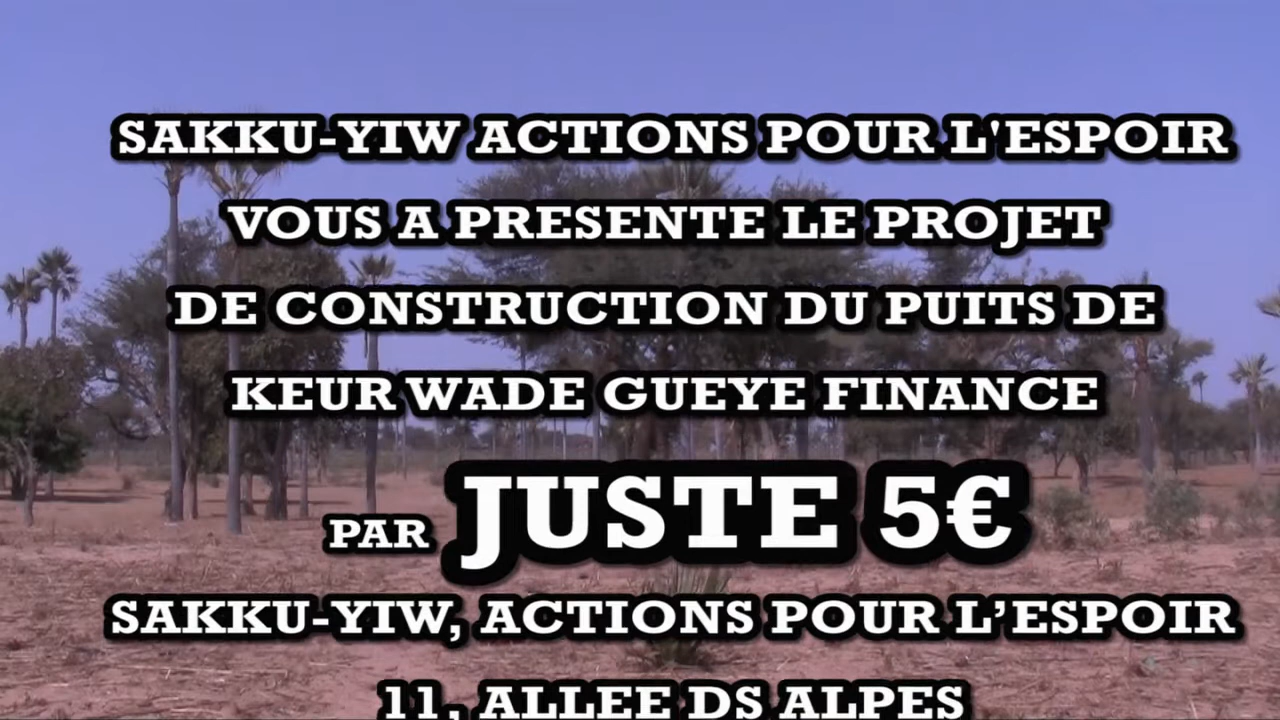 SAKKU-YIW ACTIONS POUR L'ESPOIR
VOUS A PRESENTE LE PROJET
DE CONSTRUCTION DU PUITS DE
KEUR WADE GUEYE FINANCE
PAR JUSTE 5€
SAKKU-YIW, ACTIONS POUR L’ESPOIR
11, ALLEE DS ALPES